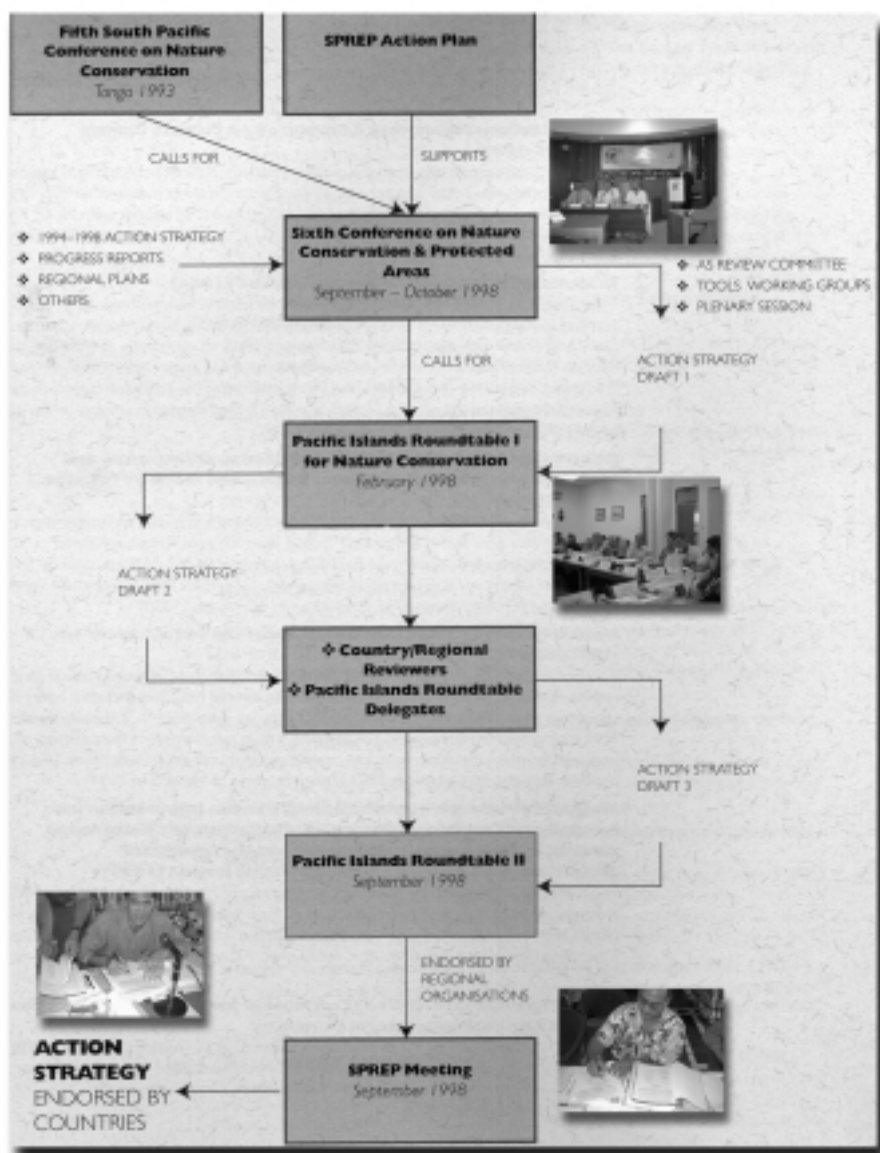 Fifth South Pacific
Conference on Nature
Conservation
Tonga 1993
SPREP Action Plan
CALLS FOR
SUPPORTS
❖ 1994–1998 ACTION STRATEGY
❖ PROGRESS REPORTS
❖ REGIONAL PLANS
❖ OTHERS
Sixth Conference on Nature
Conservation & Protected
Areas
September – October 1998
❖ AS REVIEW COMMITTEE
❖ TOOLS WORKING GROUPS
❖ PLENARY SESSION
CALLS FOR
ACTION STRATEGY
DRAFT 1
Pacific Islands Roundtable I
for Nature Conservation
February 1998
ACTION STRATEGY
DRAFT 2
❖ Country/Regional
Reviewers
❖ Pacific Islands Roundtable
Delegates
ACTION STRATEGY
DRAFT 3
Pacific Islands Roundtable II
September 1998
ENDORSED BY
REGIONAL
ORGANISATIONS
SPREP Meeting
September 1998
ACTION
STRATEGY
ENDORSED BY
COUNTRIES